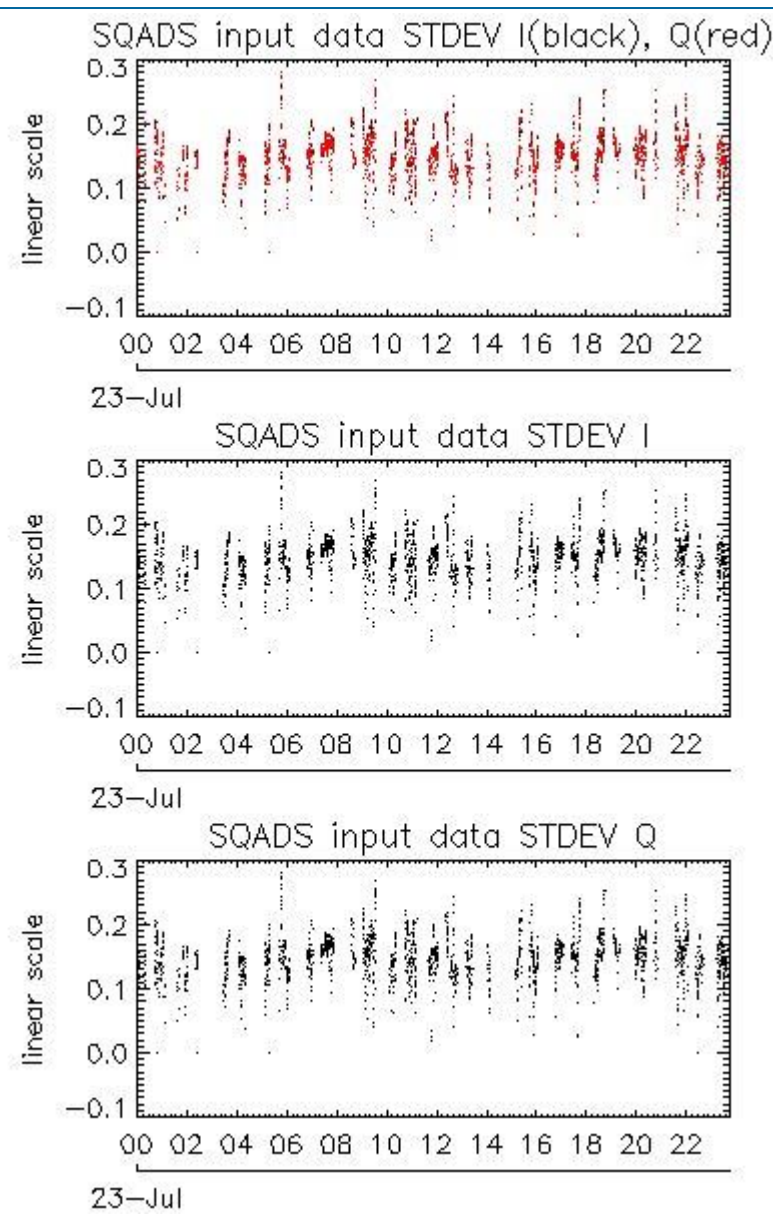 SQADS input data STDEV I(black), Q(red)
linear scale
0.3
0.2
0.1
0.0
−0.1
00 02 04 06 08 10 12 14 16 18 20 22
23−Jul
SQADS input data STDEV I
linear scale
0.3
0.2
0.1
0.0
−0.1
00 02 04 06 08 10 12 14 16 18 20 22
23−Jul
SQADS input data STDEV Q
linear scale
0.3
0.2
0.1
0.0
−0.1
00 02 04 06 08 10 12 14 16 18 20 22
23−Jul